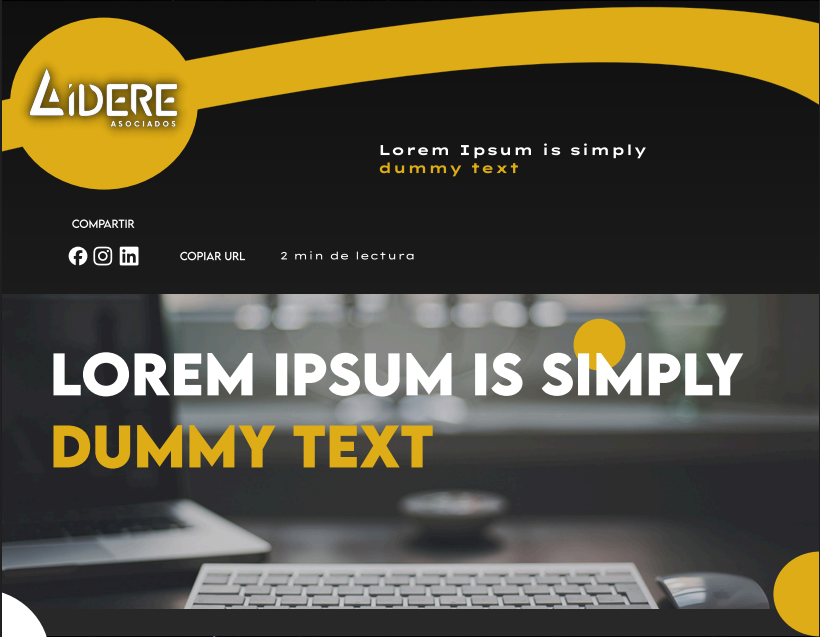 LIDERE
ASOCIADOS
Lorem Ipsum is simply
dummy text
COMPARTIR
COPIAR URL 2 min de lectura
LOREM IPSUM IS SIMPLY
DUMMY TEXT